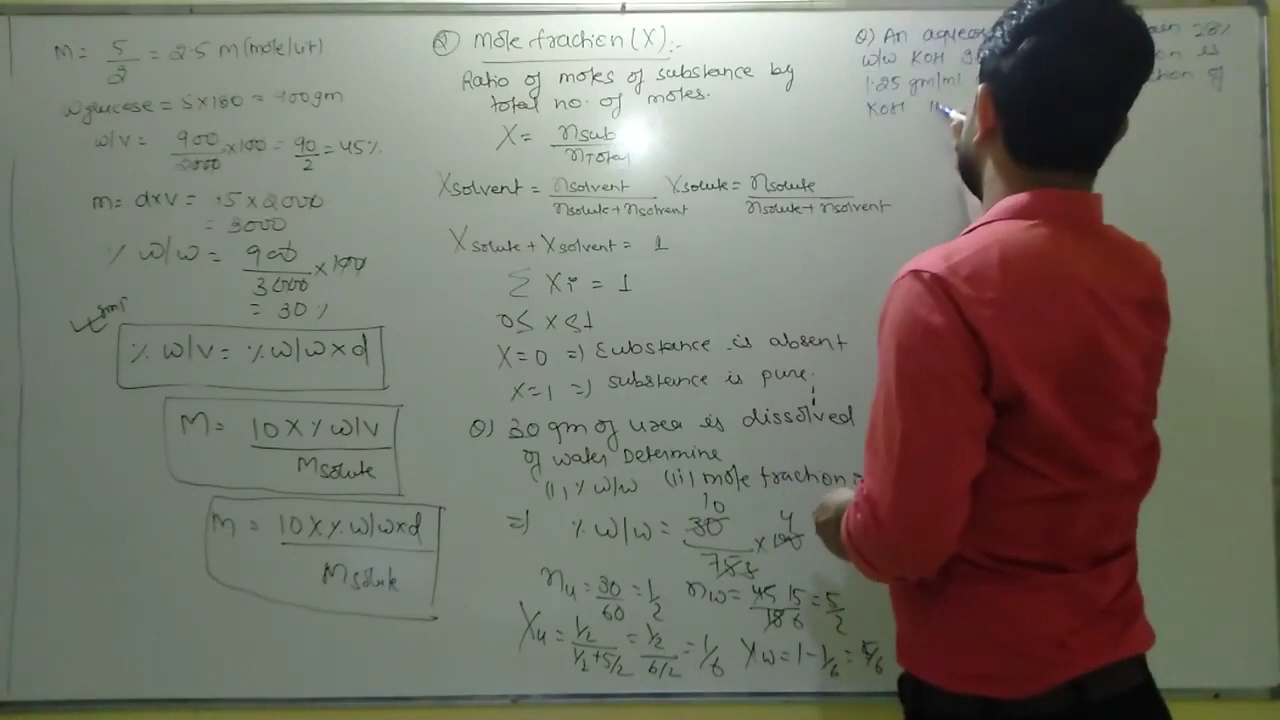 M = 5/2 = 2.5 M (mole/lit)
Wglucose = 5 x 180 = 900 gm
w/v = 900/2000 x 100 = 90/2 = 45%
m = d x V = 1.5 x 2000
= 3000
% w/w = 900/3000 x 100
= 30 %
% w/v = % w/w x d
M = 10 x % w/v / Msolute
M = 10 x % w/w x d / Msolute
Mole fraction (X) :-
Ratio of moles of substance by
total no. of moles.
X = nsub / nTotal
Xsolvent = nsolvent / nsolute + nsolvent Xsolute = nsolute / nsolute + nsolvent
Xsolute + Xsolvent = 1
Σ Xi = 1
0 ≤ X ≤ 1
X = 0 => Substance is absent
X = 1 => Substance is pure.
Q) 30 gm of urea is dissolved
of water Determine
(i) % w/w (ii) mole fraction
=> % w/w = 30/75 x 100
nu = 30/60 = 1/2 nw = 45/18 = 15/6 = 5/2
Xu = 1/2 / 1/2 + 5/2 = 1/2 / 6/2 = 1/6 Xw = 1 - 1/6 = 5/6
Q) An 28%
w/w KOH is
1.25 gm/ml of
KOH